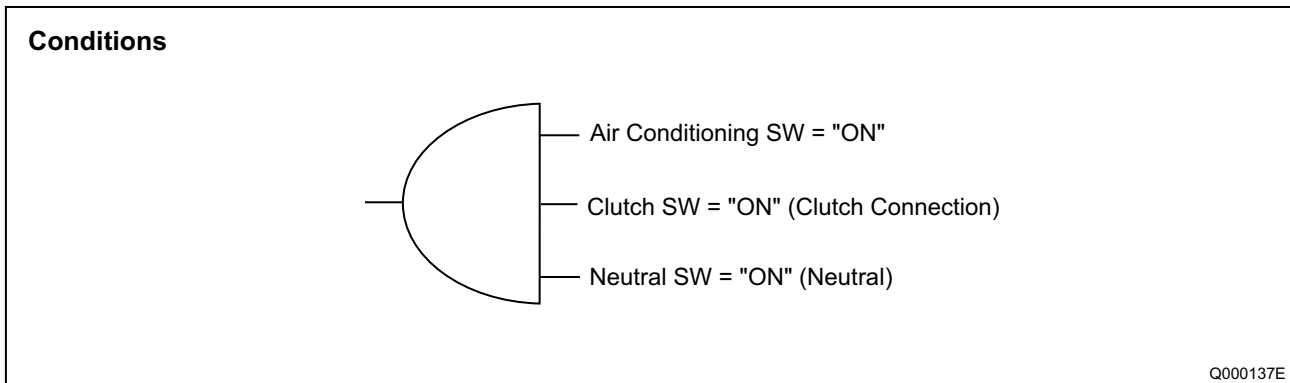 Conditions
Air Conditioning SW = "ON"
Clutch SW = "ON" (Clutch Connection)
Neutral SW = "ON" (Neutral)
Q000137E